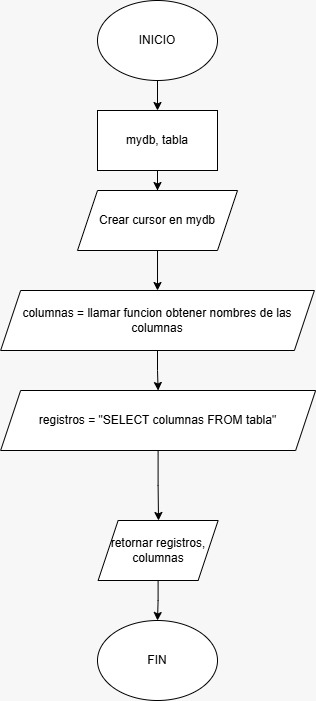 INICIO
mydb, tabla
Crear cursor en mydb
columnas = llamar funcion obtener nombres de las
columnas
registros = "SELECT columnas FROM tabla"
retornar registros,
columnas
FIN